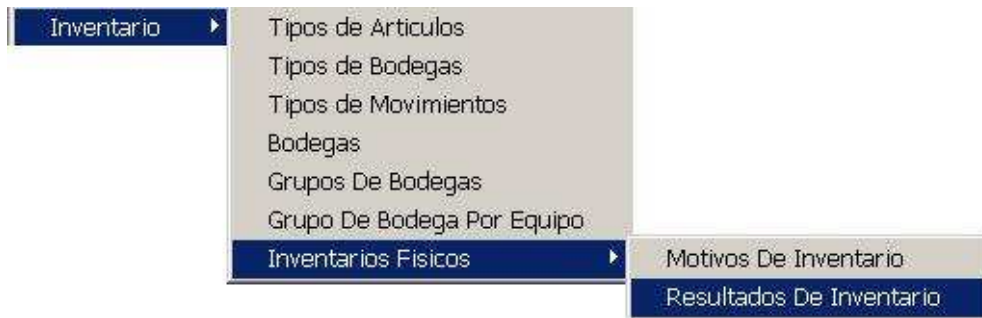 Inventario
Tipos de Articulos
Tipos de Bodegas
Tipos de Movimientos
Bodegas
Grupos De Bodegas
Grupo De Bodega Por Equipo
Inventarios Fisicos
Motivos De Inventario
Resultados De Inventario